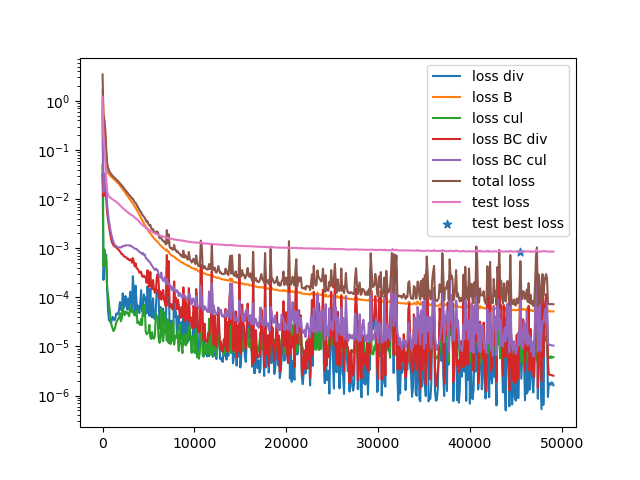 loss div
loss B
loss cul
loss BC div
loss BC cul
total loss
test loss
test best loss
10⁰
10⁻¹
10⁻²
10⁻³
10⁻⁴
10⁻⁵
10⁻⁶
0 10000 20000 30000 40000 50000